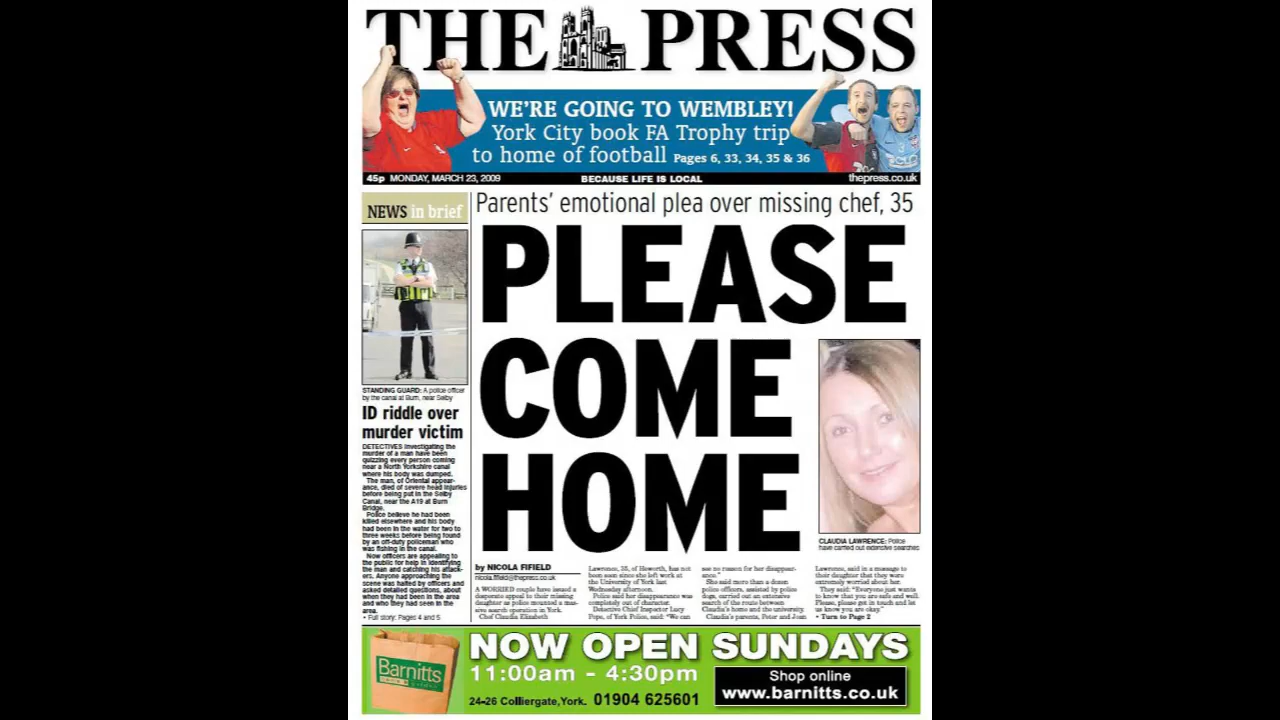 THE PRESS
WE'RE GOING TO WEMBLEY!
York City book FA Trophy trip
to home of football Pages 6, 33, 34, 35 & 36
45p MONDAY, MARCH 23, 2009
BECAUSE LIFE IS LOCAL
thepress.co.uk
NEWS in brief
STANDING GUARD: A police officer
by the canal at Burn, near Selby
ID riddle over
murder victim
DETECTIVES investigating the
murder of a man have been
quizzing every person coming
near a North Yorkshire canal
where his body was dumped.
The man, of Oriental appear-
ance, died of severe head injuries
before being put in the Selby
Canal, near the A19 at Burn
Bridge.
Police believe he had been
killed elsewhere and his body
had been in the water for two to
three weeks before being found
by an off-duty policeman who
was fishing in the canal.
Now officers are appealing to
the public for help in identifying
the man and catching his attack-
ers. Anyone approaching the
scene was halted by officers and
asked detailed questions, about
when they had been in the area
and who they had seen in the
area.
• Full story: Pages 4 and 5
Parents' emotional plea over missing chef, 35
PLEASE
COME
HOME
CLAUDIA LAWRENCE: Police
have carried out extensive searches
by NICOLA FIFIELD
nicola.fifield@thepress.co.uk
A WORRIED couple have issued a
desperate appeal to their missing
daughter as police mounted a mas-
sive search operation in York.
Chef Claudia Elizabeth
Lawrence, 35, of Heworth, has not
been seen since she left work at
the University of York last
Wednesday afternoon.
Police said her disappearance was
completely out of character.
Detective Chief Inspector Lucy
Pope, of York Police, said: "We can
see no reason for her disappear-
ance."
She said more than a dozen
police officers, assisted by police
dogs, carried out an extensive
search of the route between
Claudia's home and the university.
Claudia's parents, Peter and Joan
Lawrence, said in a message to
their daughter that they were
extremely worried about her.
They said: "Everyone just wants
to know that you are safe and well.
Please, please get in touch and let
us know you are okay."
• Turn to Page 2
Barnitts
NOW OPEN SUNDAYS
11:00am - 4:30pm
24-26 Colliergate,York. 01904 625601
Shop online
www.barnitts.co.uk